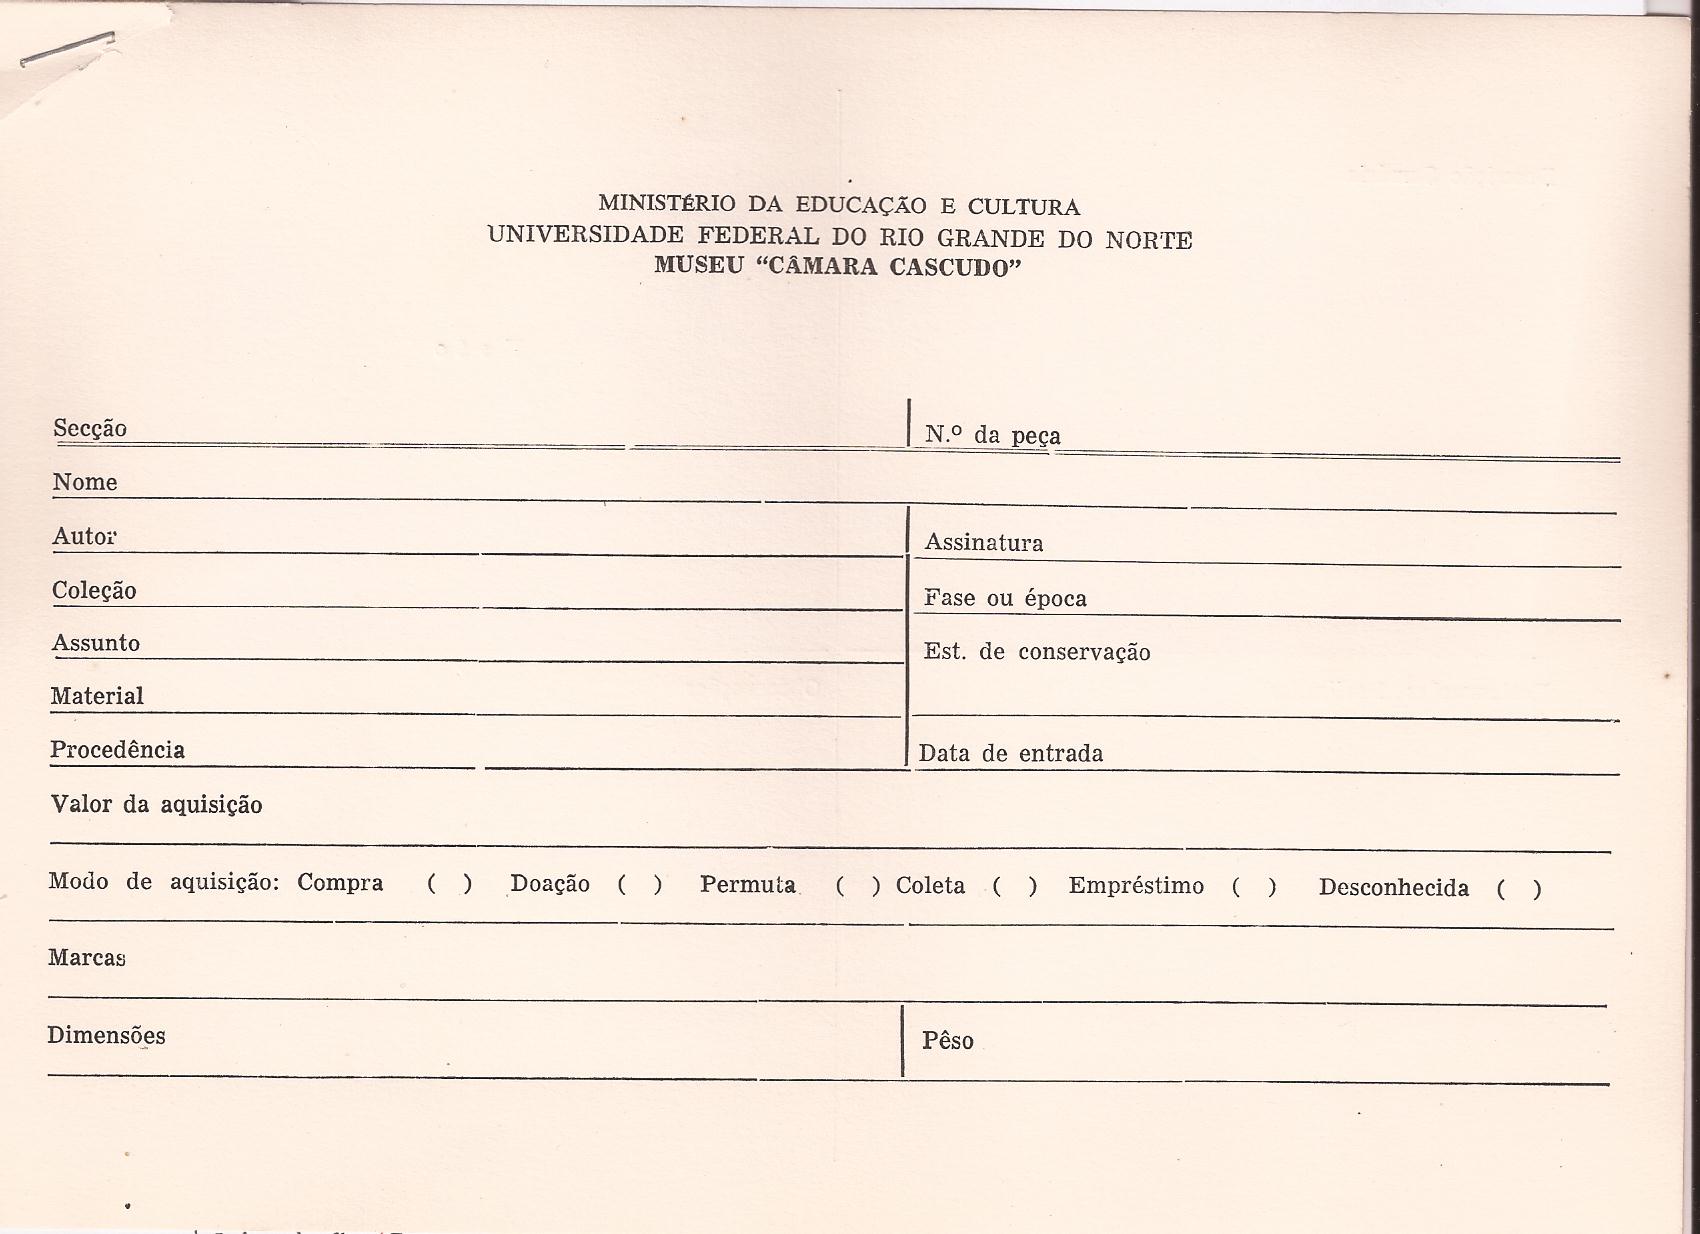 MINISTÉRIO DA EDUCAÇÃO E CULTURA
UNIVERSIDADE FEDERAL DO RIO GRANDE DO NORTE
MUSEU “CÂMARA CASCUDO”
Secção N.º da peça
Nome
Autor Assinatura
Coleção Fase ou época
Assunto Est. de conservação
Material
Procedência Data de entrada
Valor da aquisição
Modo de aquisição: Compra ( ) Doação ( ) Permuta ( ) Coleta ( ) Empréstimo ( ) Desconhecida ( )
Marcas
Dimensões Pêso